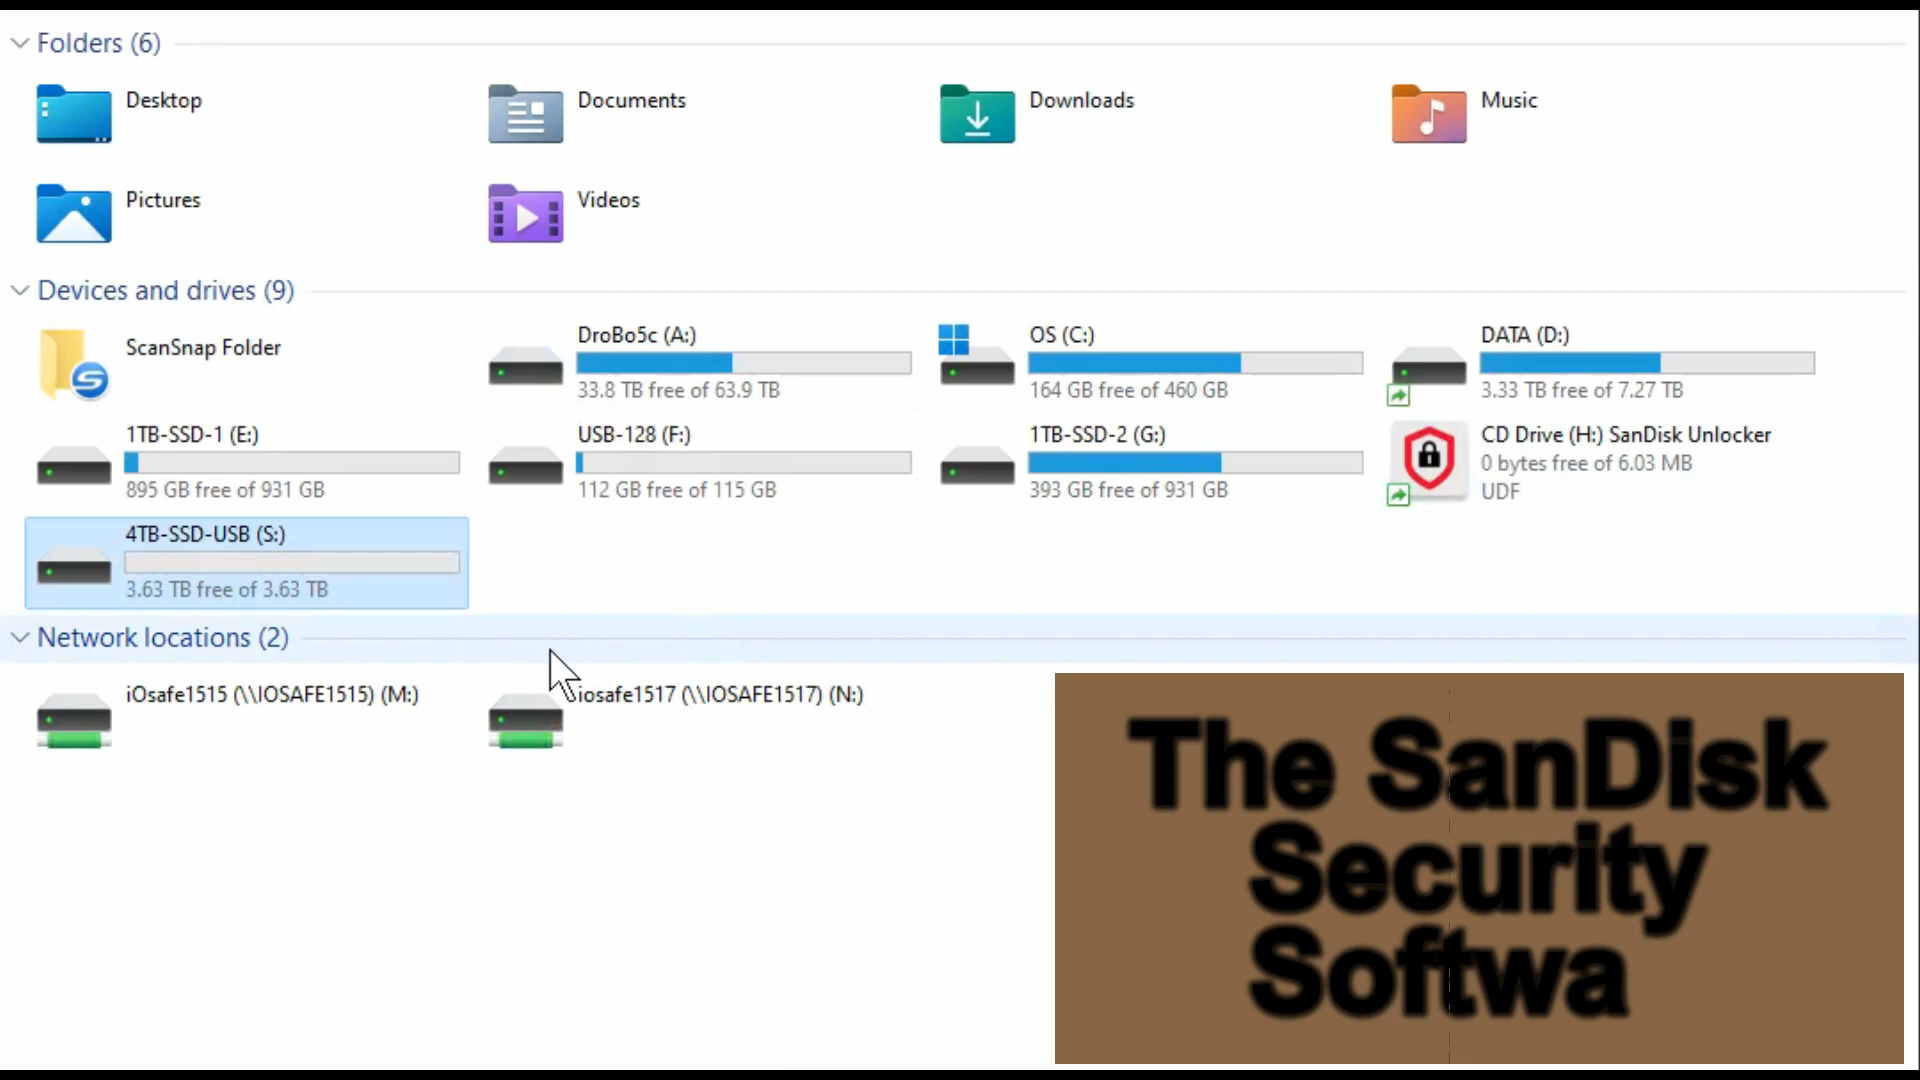 Folders (6)
Desktop
Documents
Downloads
Music
Pictures
Videos
Devices and drives (9)
ScanSnap Folder
DroBo5c (A:)
33.8 TB free of 63.9 TB
OS (C:)
164 GB free of 460 GB
DATA (D:)
3.33 TB free of 7.27 TB
1TB-SSD-1 (E:)
895 GB free of 931 GB
USB-128 (F:)
112 GB free of 115 GB
1TB-SSD-2 (G:)
393 GB free of 931 GB
CD Drive (H:) SanDisk Unlocker
0 bytes free of 6.03 MB
UDF
4TB-SSD-USB (S:)
3.63 TB free of 3.63 TB
Network locations (2)
iOsafe1515 (\\IOSAFE1515) (M:)
iosafe1517 (\\IOSAFE1517) (N:)
The SanDisk
Security
Softwa